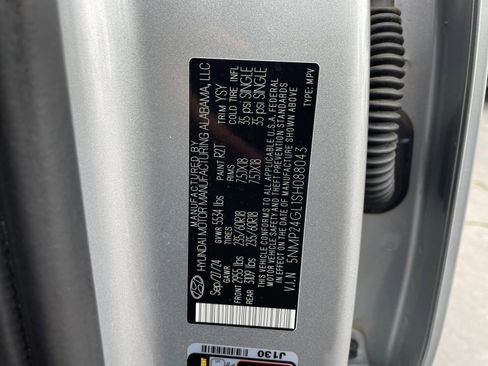 MANUFACTURED BY
HYUNDAI MOTOR MANUFACTURING ALABAMA, LLC
Sep/27/24 GVWR 5534 lbs PAINT R2T TRIM YSY
GAWR TIRES RIMS COLD TIRE INFL
FRONT 2955 lbs 235/60R18 7.5JX18 35 psi SINGLE
REAR 3109 lbs 235/60R18 7.5JX18 35 psi SINGLE
THIS VEHICLE CONFORMS TO ALL APPLICABLE U.S.A. FEDERAL
MOTOR VEHICLE SAFETY AND THEFT PREVENTION STANDARDS
IN EFFECT ON THE DATE OF MANUFACTURE SHOWN ABOVE
V.I.N 5NMP24GL1SH088043 TYPE: MPV
J130